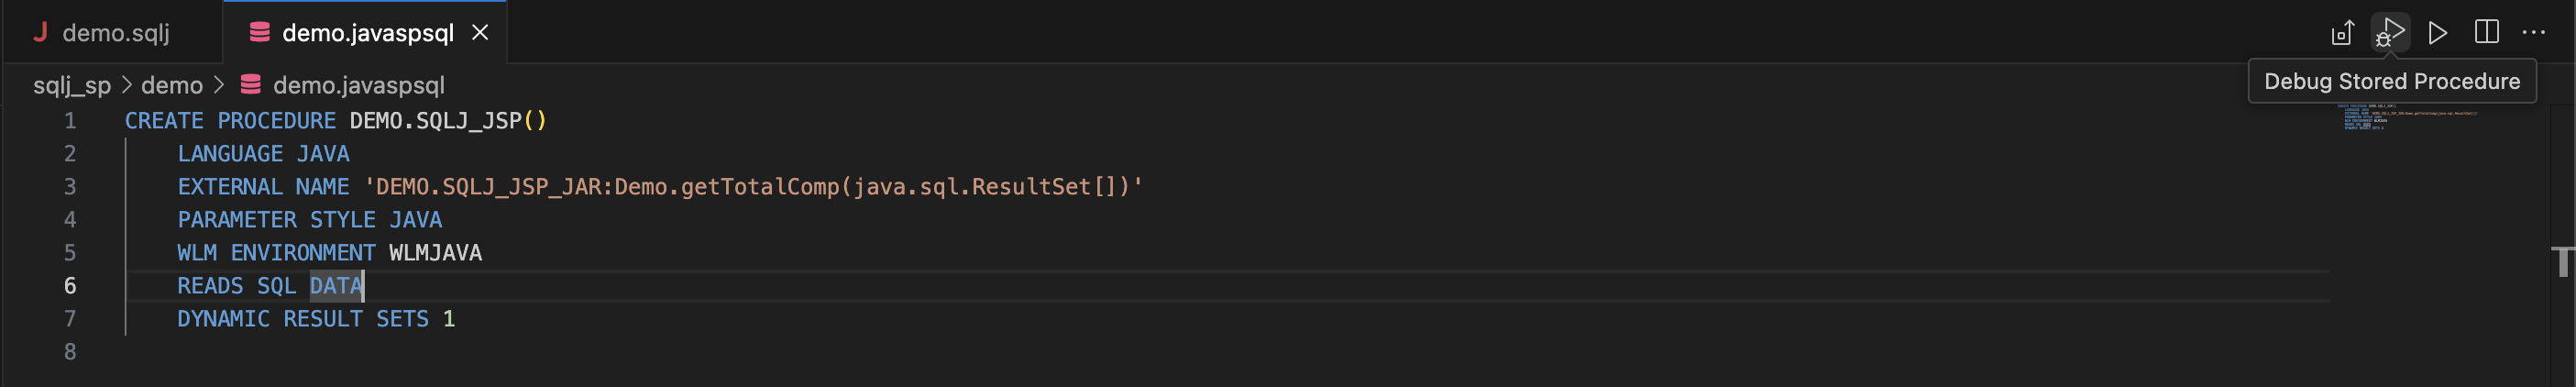 demo.sqlj
demo.javaspsql
sqlj_sp > demo > demo.javaspsql
Debug Stored Procedure
1 CREATE PROCEDURE DEMO.SQLJ_JSP()
2 LANGUAGE JAVA
3 EXTERNAL NAME 'DEMO.SQLJ_JSP_JAR:Demo.getTotalComp(java.sql.ResultSet[])'
4 PARAMETER STYLE JAVA
5 WLM ENVIRONMENT WLMJAVA
6 READS SQL DATA
7 DYNAMIC RESULT SETS 1
8